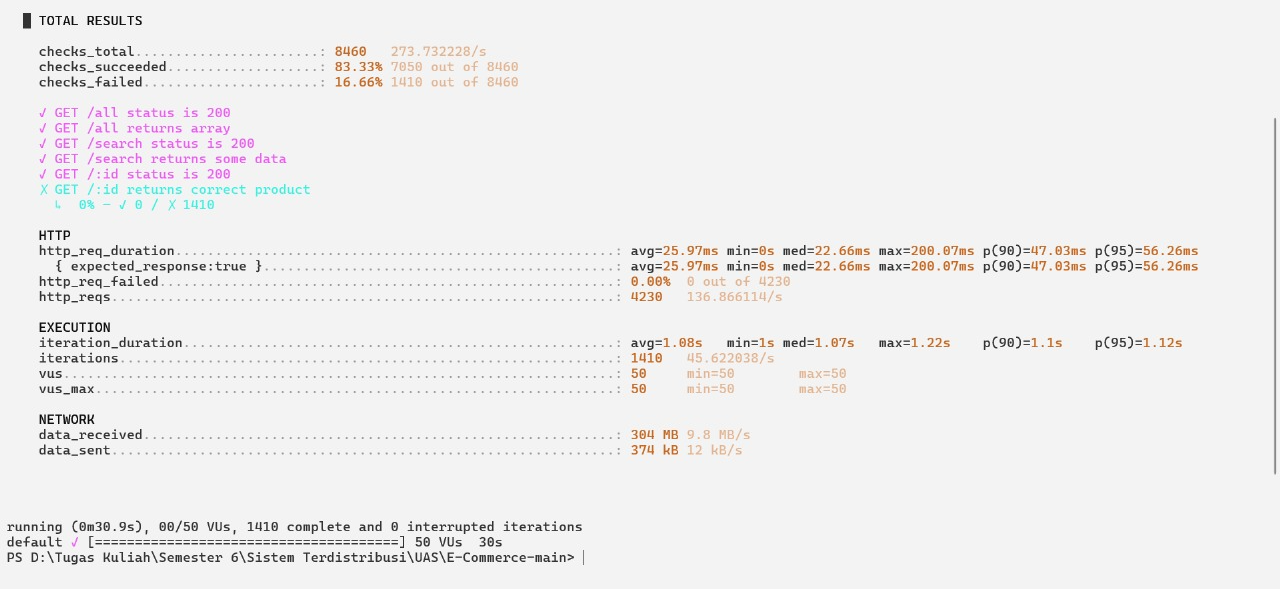 █ TOTAL RESULTS
checks_total.......................: 8460   273.732228/s
checks_succeeded...................: 83.33% 7050 out of 8460
checks_failed......................: 16.66% 1410 out of 8460
✓ GET /all status is 200
✓ GET /all returns array
✓ GET /search status is 200
✓ GET /search returns some data
✓ GET /:id status is 200
✗ GET /:id returns correct product
↳  0% — ✓ 0 / ✗ 1410
HTTP
http_req_duration.......................................................: avg=25.97ms min=0s med=22.66ms max=200.07ms p(90)=47.03ms p(95)=56.26ms
{ expected_response:true }............................................: avg=25.97ms min=0s med=22.66ms max=200.07ms p(90)=47.03ms p(95)=56.26ms
http_req_failed.........................................................: 0.00%  0 out of 4230
http_reqs...............................................................: 4230   136.866114/s
EXECUTION
iteration_duration......................................................: avg=1.08s   min=1s med=1.07s   max=1.22s    p(90)=1.1s    p(95)=1.12s
iterations..............................................................: 1410   45.622038/s
vus.....................................................................: 50     min=50        max=50
vus_max.................................................................: 50     min=50        max=50
NETWORK
data_received...........................................................: 304 MB 9.8 MB/s
data_sent...............................................................: 374 kB 12 kB/s
running (0m30.9s), 00/50 VUs, 1410 complete and 0 interrupted iterations
default ✓ [======================================] 50 VUs  30s
PS D:\Tugas Kuliah\Semester 6\Sistem Terdistribusi\UAS\E-Commerce-main>